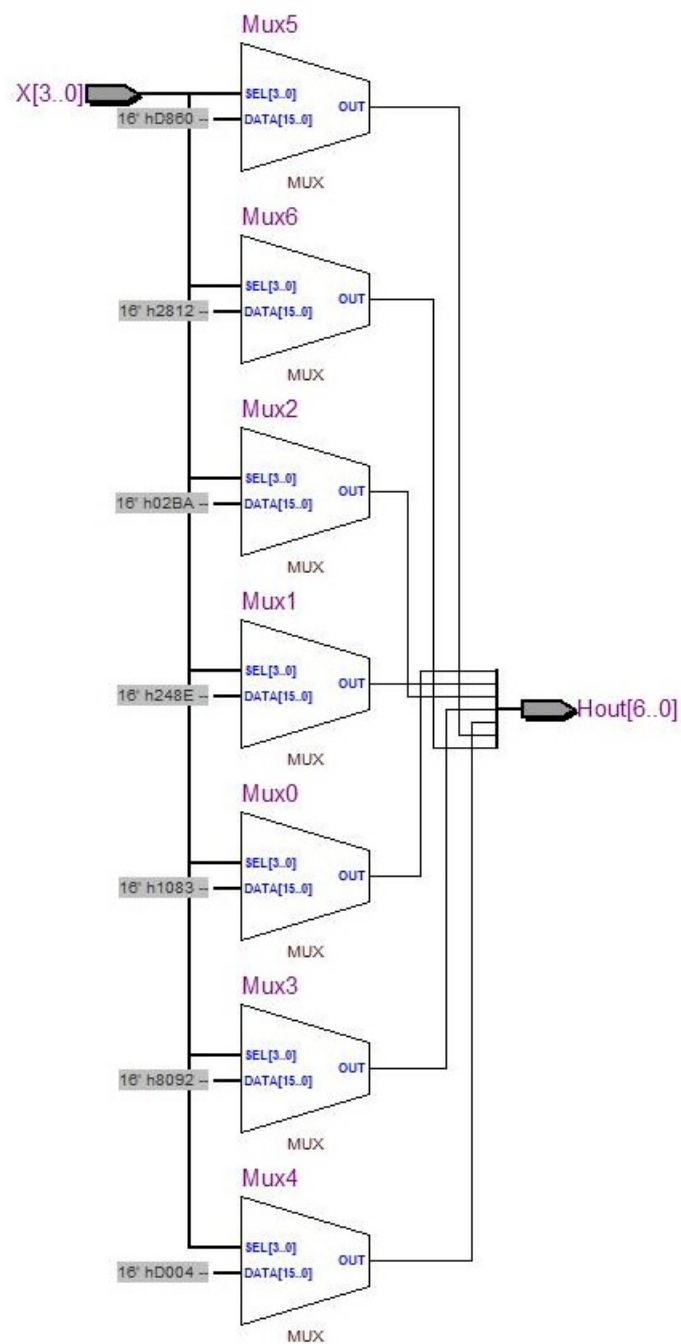 Mux5
X[3..0]
SEL[3..0]
OUT
16' hD860 --
DATA[15..0]
MUX
Mux6
SEL[3..0]
OUT
16' h2812 --
DATA[15..0]
MUX
Mux2
SEL[3..0]
OUT
16' h02BA --
DATA[15..0]
MUX
Mux1
SEL[3..0]
OUT
16' h248E --
DATA[15..0]
Hout[6..0]
MUX
Mux0
SEL[3..0]
OUT
16' h1083 --
DATA[15..0]
MUX
Mux3
SEL[3..0]
OUT
16' h8092 --
DATA[15..0]
MUX
Mux4
SEL[3..0]
OUT
16' hD004 --
DATA[15..0]
MUX